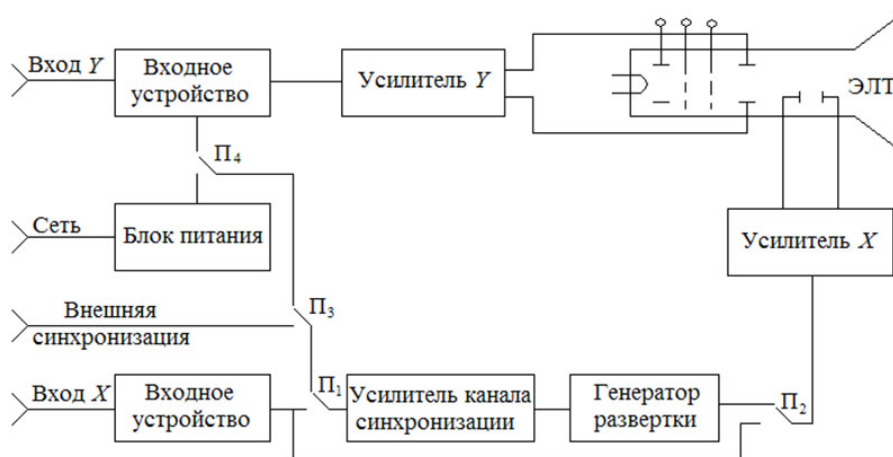 Вход Y
Входное
устройство
Усилитель Y
ЭЛТ
П4
Сеть
Блок питания
Усилитель X
Внешняя
синхронизация
П3
Вход X
Входное
устройство
П1
Усилитель канала
синхронизации
Генератор
развертки
П2